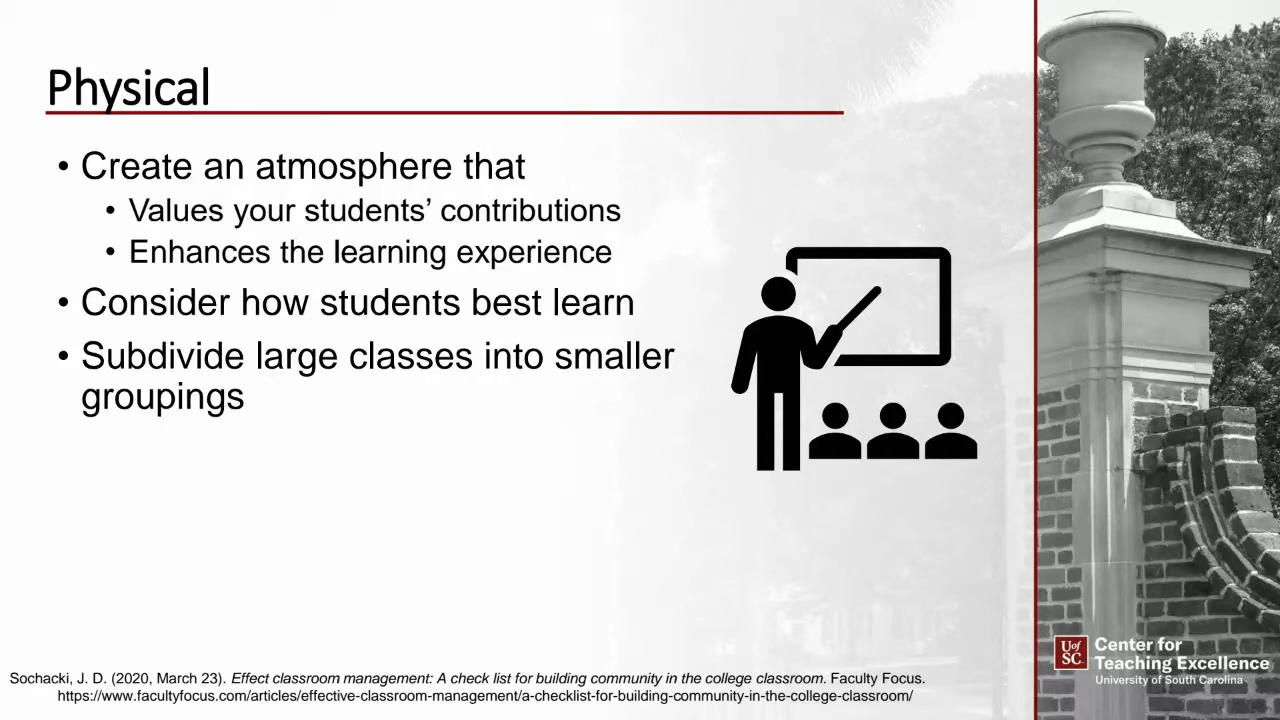 Physical
• Create an atmosphere that
• Values your students’ contributions
• Enhances the learning experience
• Consider how students best learn
• Subdivide large classes into smaller
groupings
Sochacki, J. D. (2020, March 23). Effect classroom management: A check list for building community in the college classroom. Faculty Focus.
https://www.facultyfocus.com/articles/effective-classroom-management/a-checklist-for-building-community-in-the-college-classroom/
UofSC
Center for
Teaching Excellence
University of South Carolina